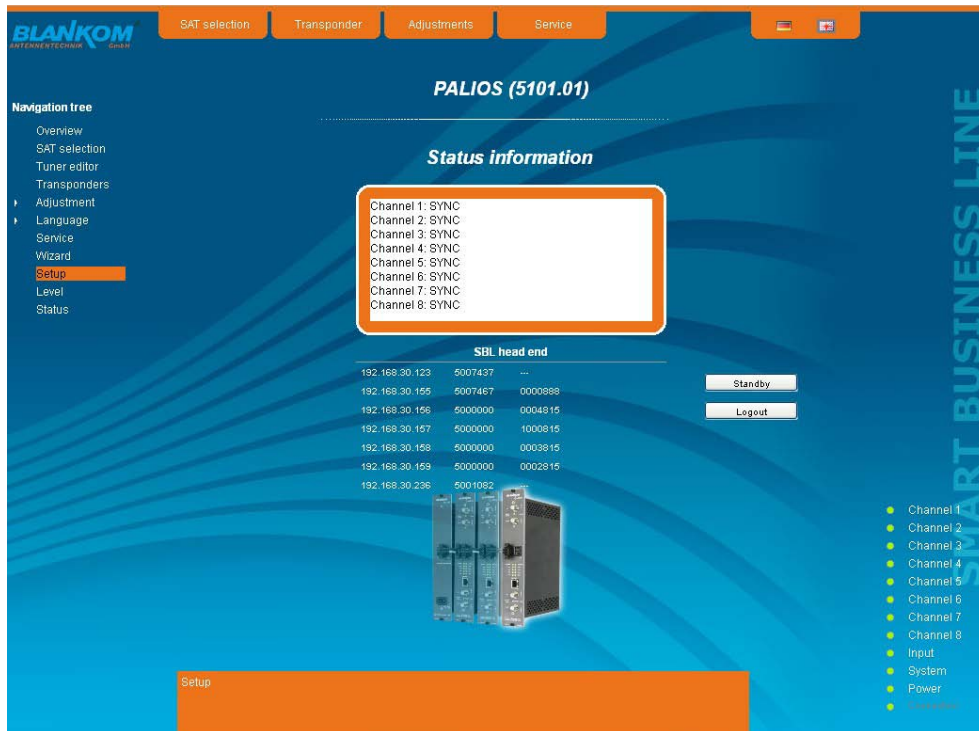 BLANKOM
ANTENNENTECHNIK GmbH
SAT selection
Transponder
Adjustments
Service
PALIOS (5101.01)
Navigation tree
Overview
SAT selection
Tuner editor
Transponders
Adjustment
Language
Service
Wizard
Setup
Level
Status
Status information
Channel 1: SYNC
Channel 2: SYNC
Channel 3: SYNC
Channel 4: SYNC
Channel 5: SYNC
Channel 6: SYNC
Channel 7: SYNC
Channel 8: SYNC
SBL head end
192.168.30.123 5007437 ---
192.168.30.155 5007467 0000888
192.168.30.156 5000000 0004815
192.168.30.157 5000000 1000815
192.168.30.158 5000000 0003815
192.168.30.159 5000000 0002815
192.168.30.236 5001082 ---
Standby
Logout
SMART BUSINESS LINE
Channel 1
Channel 2
Channel 3
Channel 4
Channel 5
Channel 6
Channel 7
Channel 8
Input
System
Power
Setup